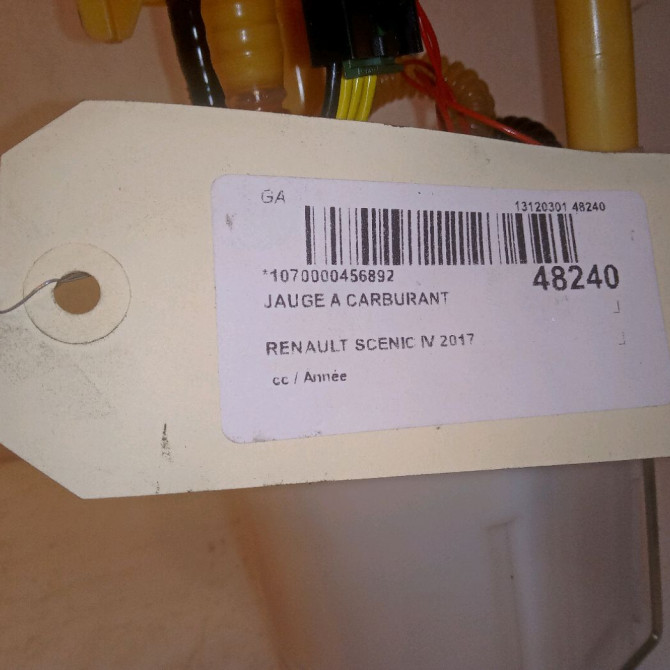 GA
13120301 48240
*1070000456892
48240
JAUGE A CARBURANT
RENAULT SCENIC IV 2017
cc / Année